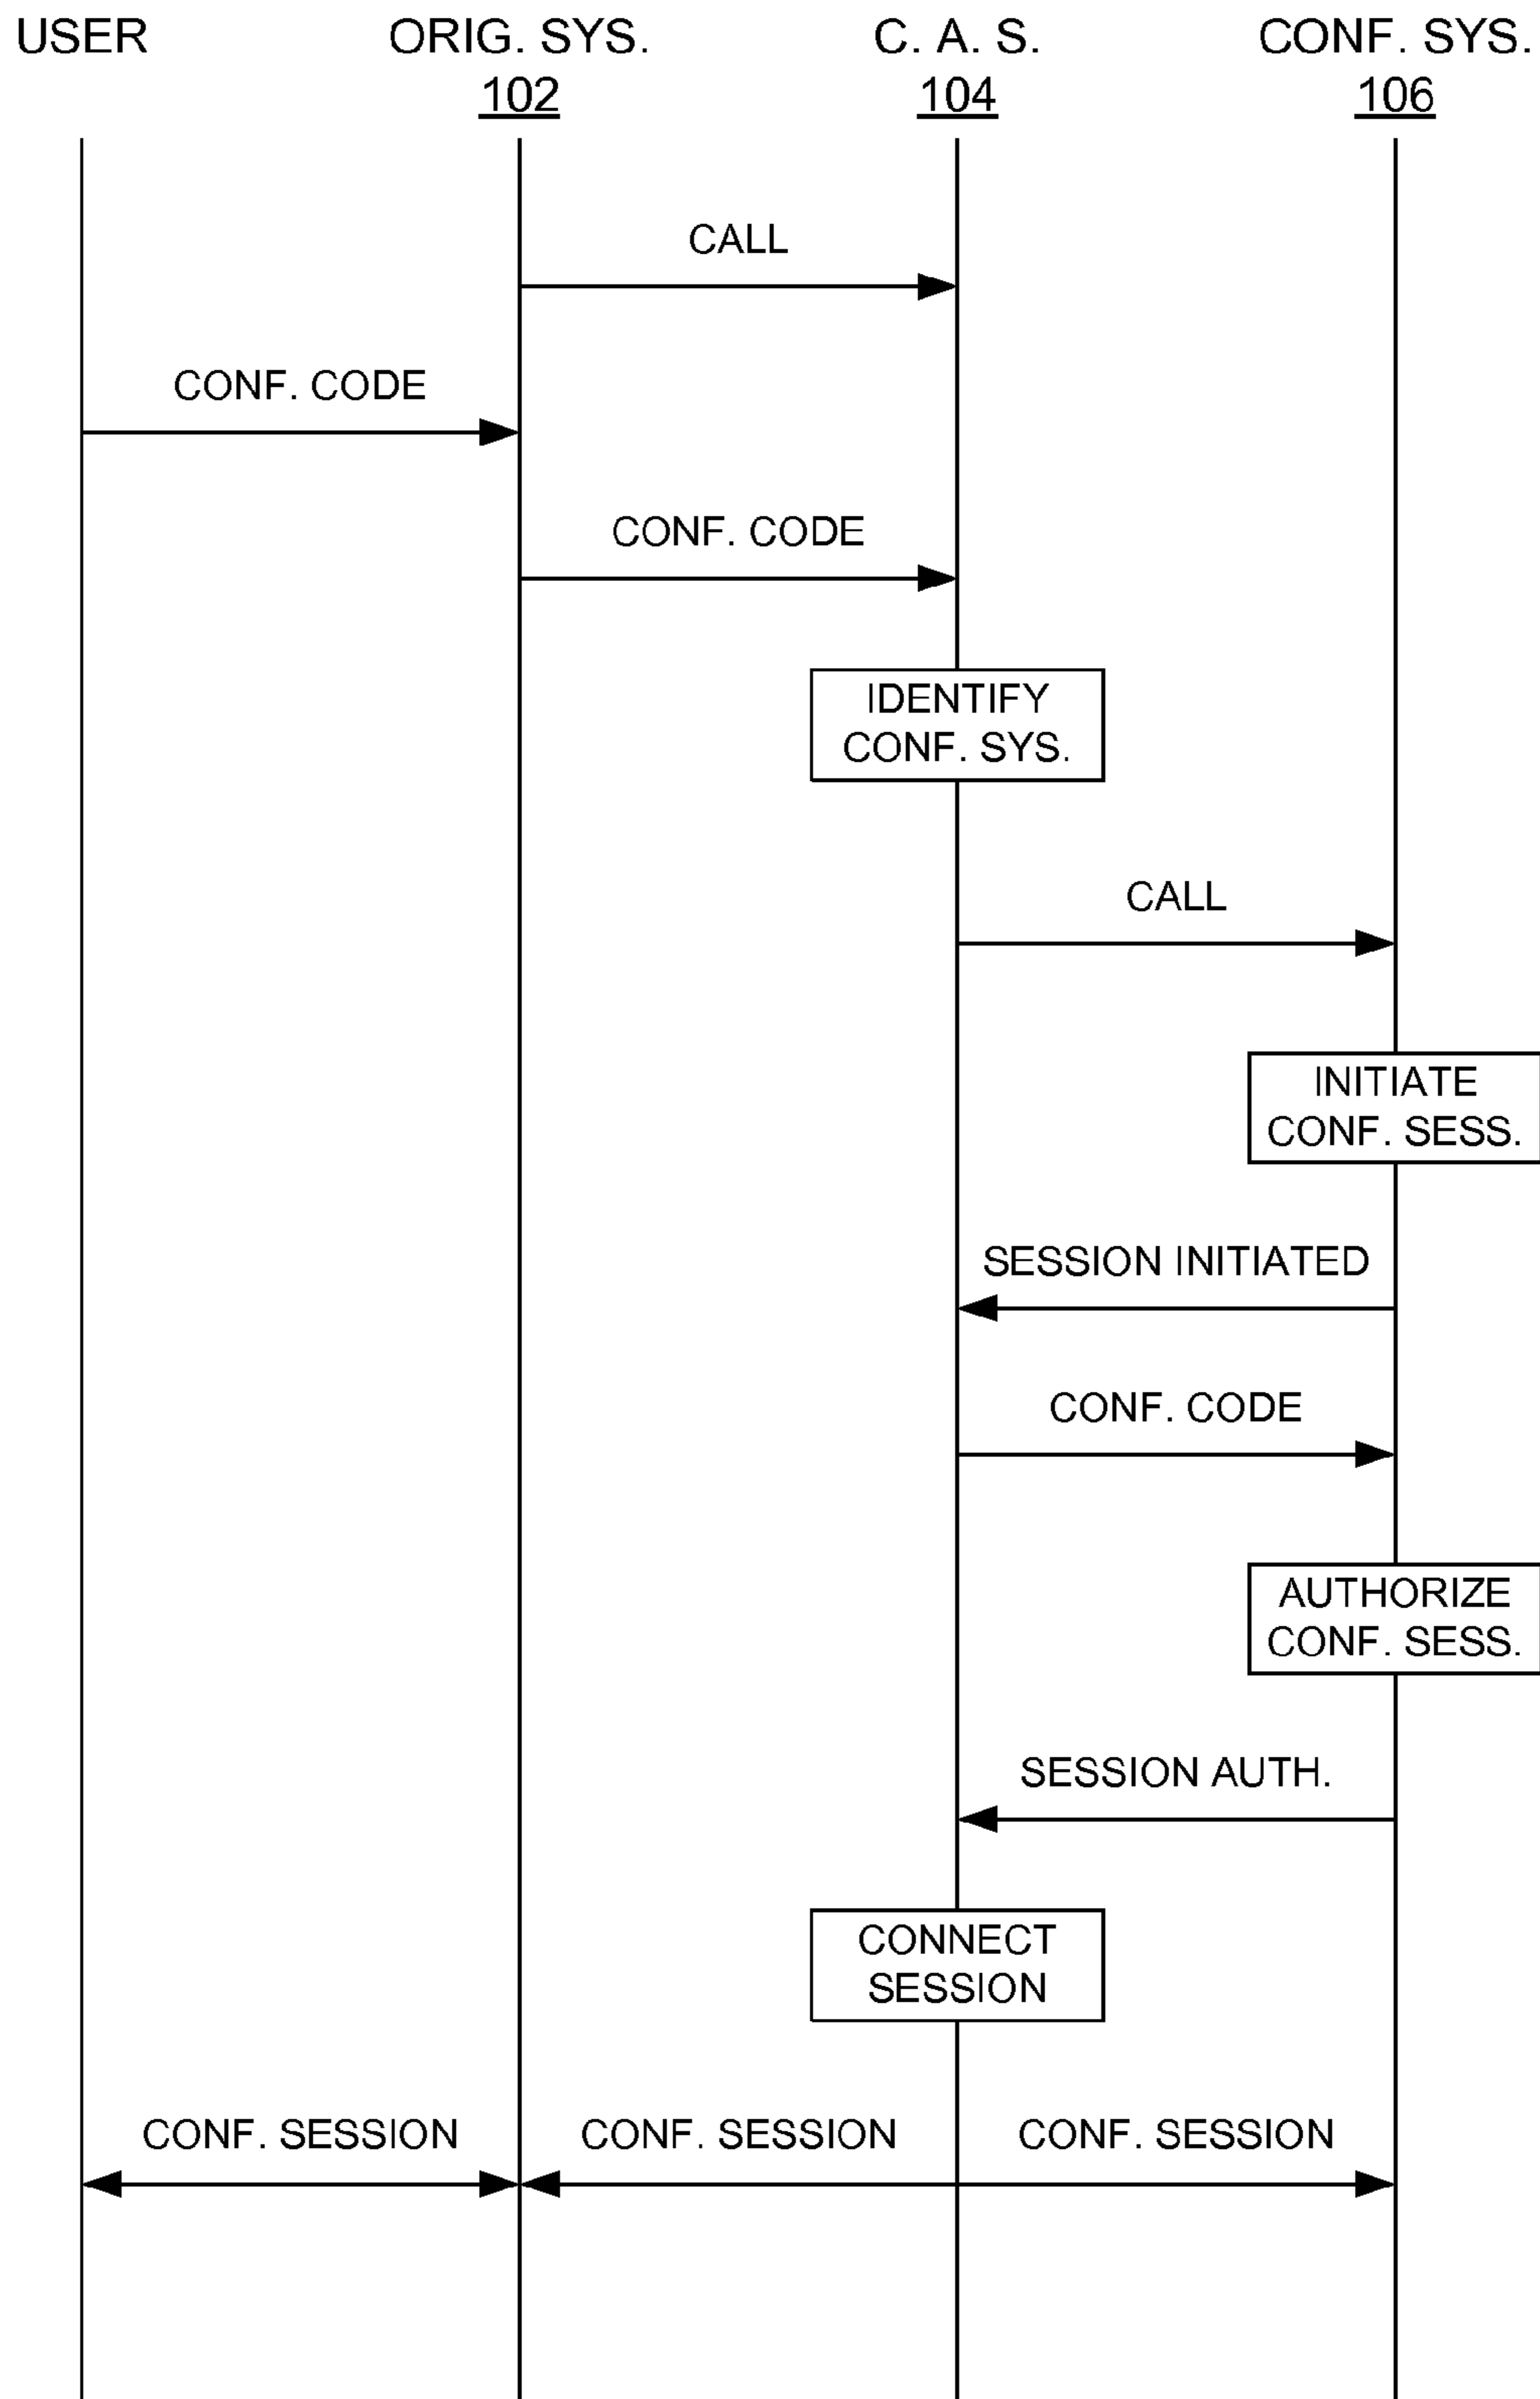 USER
ORIG. SYS.
C. A. S.
CONF. SYS.
102
104
106
CALL
CONF. CODE
CONF. CODE
IDENTIFY
CONF. SYS.
CALL
INITIATE
CONF. SESS.
SESSION INITIATED
CONF. CODE
AUTHORIZE
CONF. SESS.
SESSION AUTH.
CONNECT
SESSION
CONF. SESSION
CONF. SESSION
CONF. SESSION